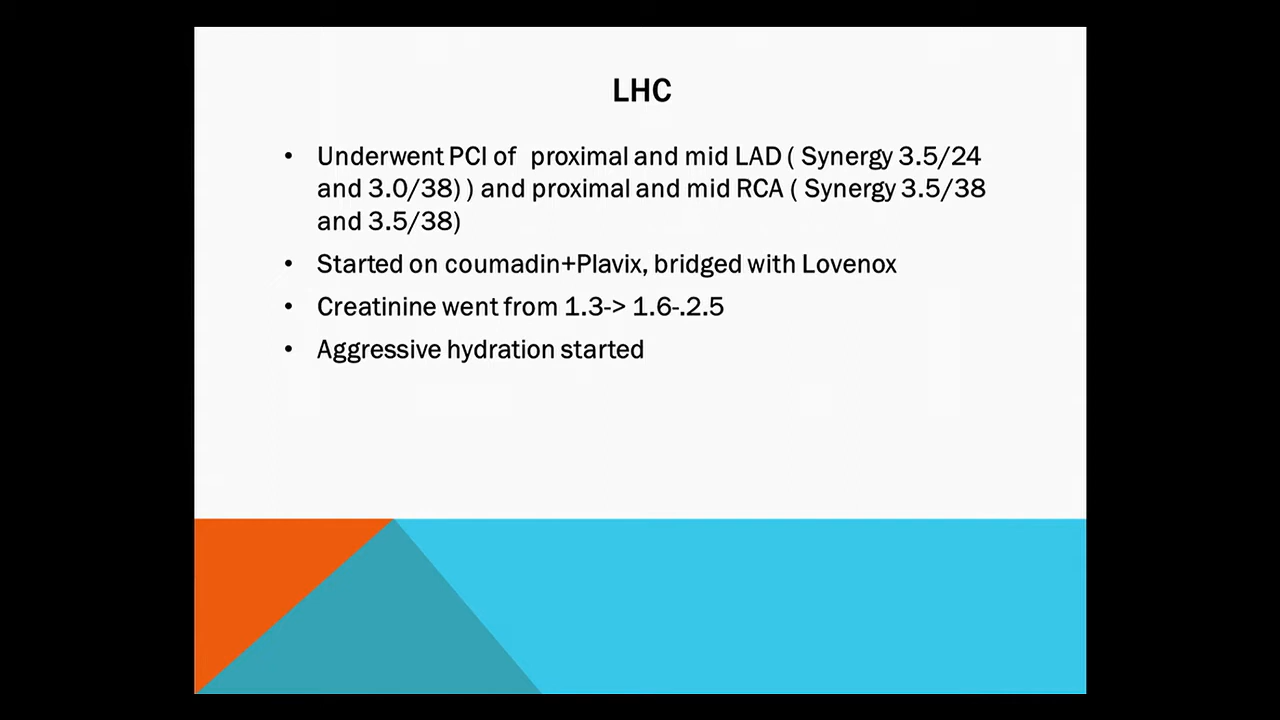 LHC
• Underwent PCI of proximal and mid LAD ( Synergy 3.5/24
and 3.0/38) ) and proximal and mid RCA ( Synergy 3.5/38
and 3.5/38)
• Started on coumadin+Plavix, bridged with Lovenox
• Creatinine went from 1.3-> 1.6-.2.5
• Aggressive hydration started